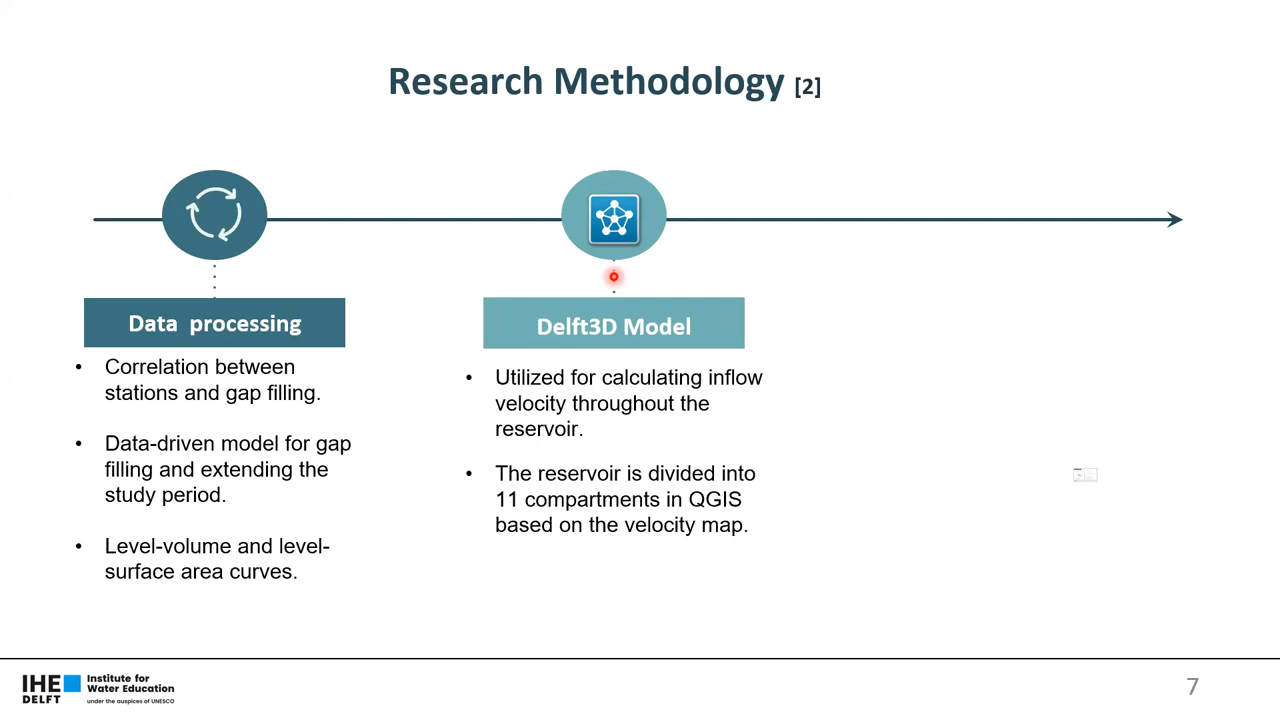 Research Methodology [2]
Data processing
• Correlation between
stations and gap filling.
• Data-driven model for gap
filling and extending the
study period.
• Level-volume and level-
surface area curves.
Delft3D Model
• Utilized for calculating inflow
velocity throughout the
reservoir.
• The reservoir is divided into
11 compartments in QGIS
based on the velocity map.
IHE
DELFT
Institute for
Water Education
under the auspices of UNESCO
7